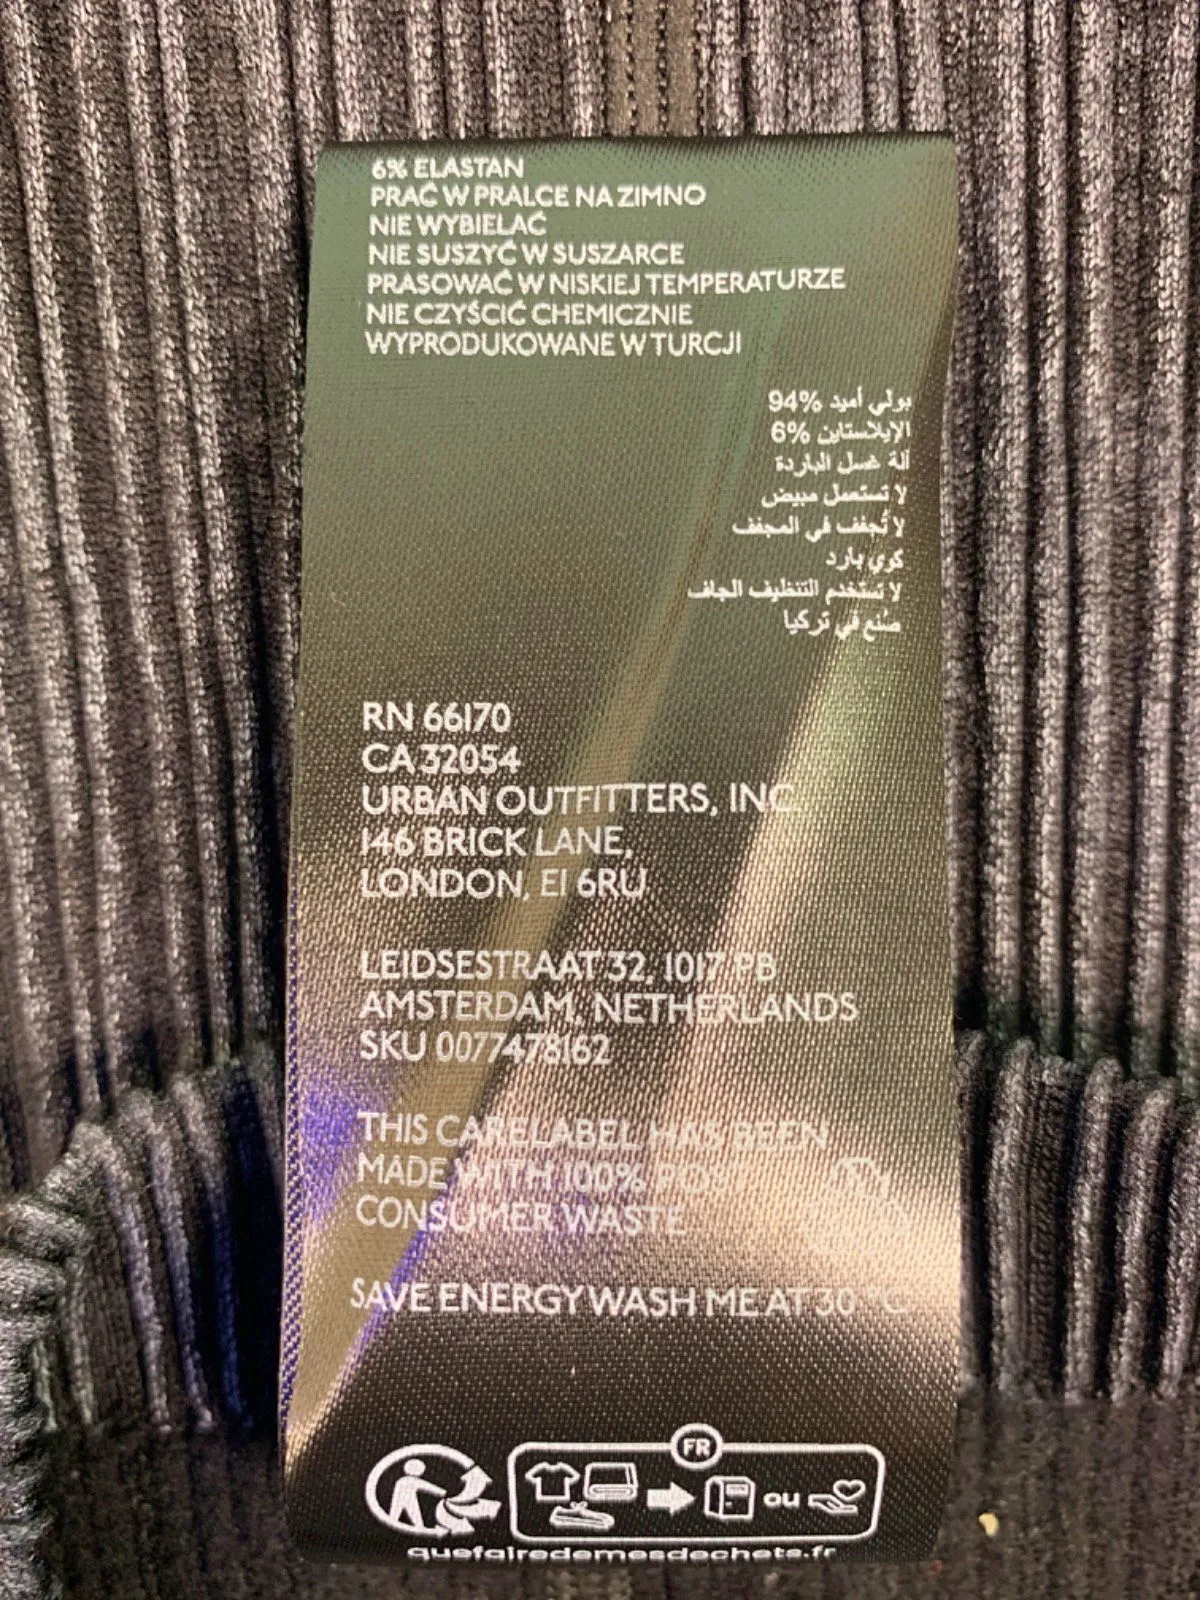 6% ELASTAN
PRAĆ W PRALCE NA ZIMNO
NIE WYBIELAĆ
NIE SUSZYĆ W SUSZARCE
PRASOWAĆ W NISKIEJ TEMPERATURZE
NIE CZYŚCIĆ CHEMICZNIE
WYPRODUKOWANE W TURCJI
بولي أميد 94%
الإيلاستاين 6%
آلة غسل الباردة
لا تستعمل مبيض
لا تُجفف في المجفف
كوي بارد
لا تستخدم التنظيف الجاف
صُنع في تركيا
RN 66170
CA 32054
URBAN OUTFITTERS, INC.
146 BRICK LANE,
LONDON, E1 6RU
LEIDSESTRAAT 32, 1017 PB
AMSTERDAM, NETHERLANDS
SKU 0077478162
THIS CARELABEL HAS BEEN
MADE WITH 100% POST
CONSUMER WASTE
SAVE ENERGY WASH ME AT 30°C
FR
ou
quefairedemesdechets.fr